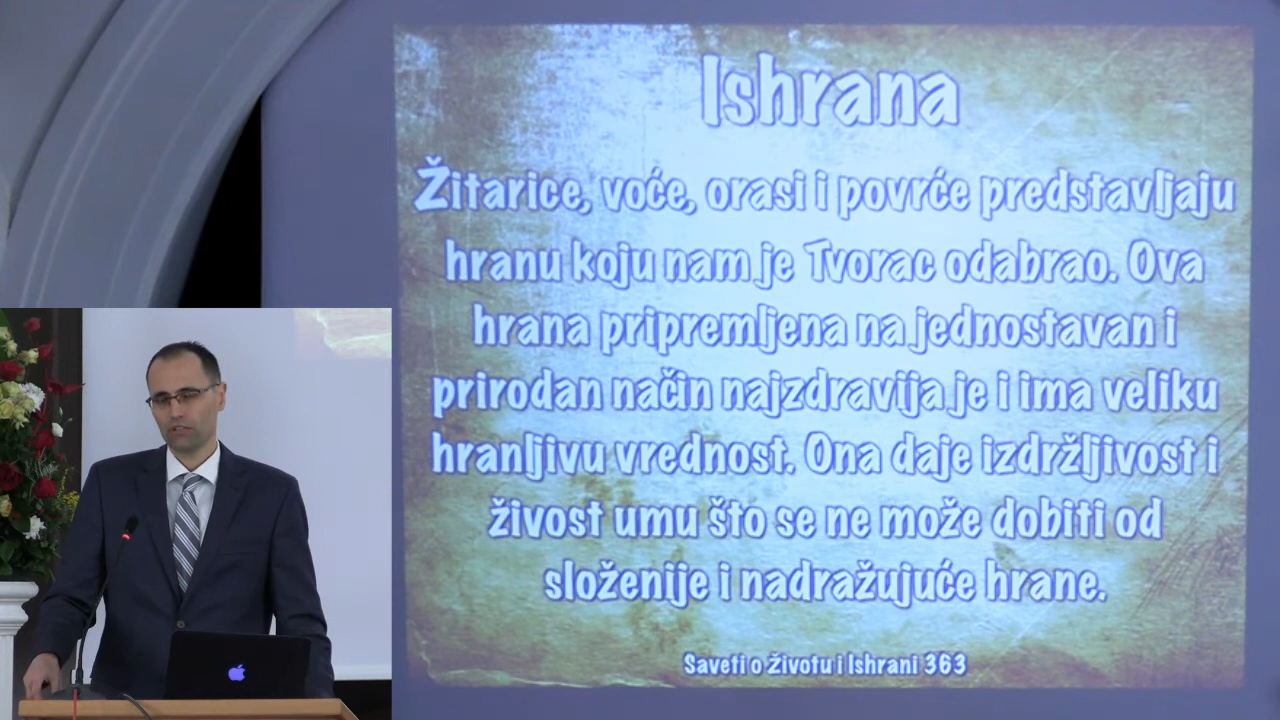 Ishrana
Žitarice, voće, orasi i povrće predstavljaju
hranu koju nam je Tvorac odabrao. Ova
hrana pripremljena na jednostavan i
prirodan način najzdravija je i ima veliku
hranljivu vrednost. Ona daje izdržljivost i
živost umu što se ne može dobiti od
složenije i nadražujuće hrane.
Saveti o životu i Ishrani 363